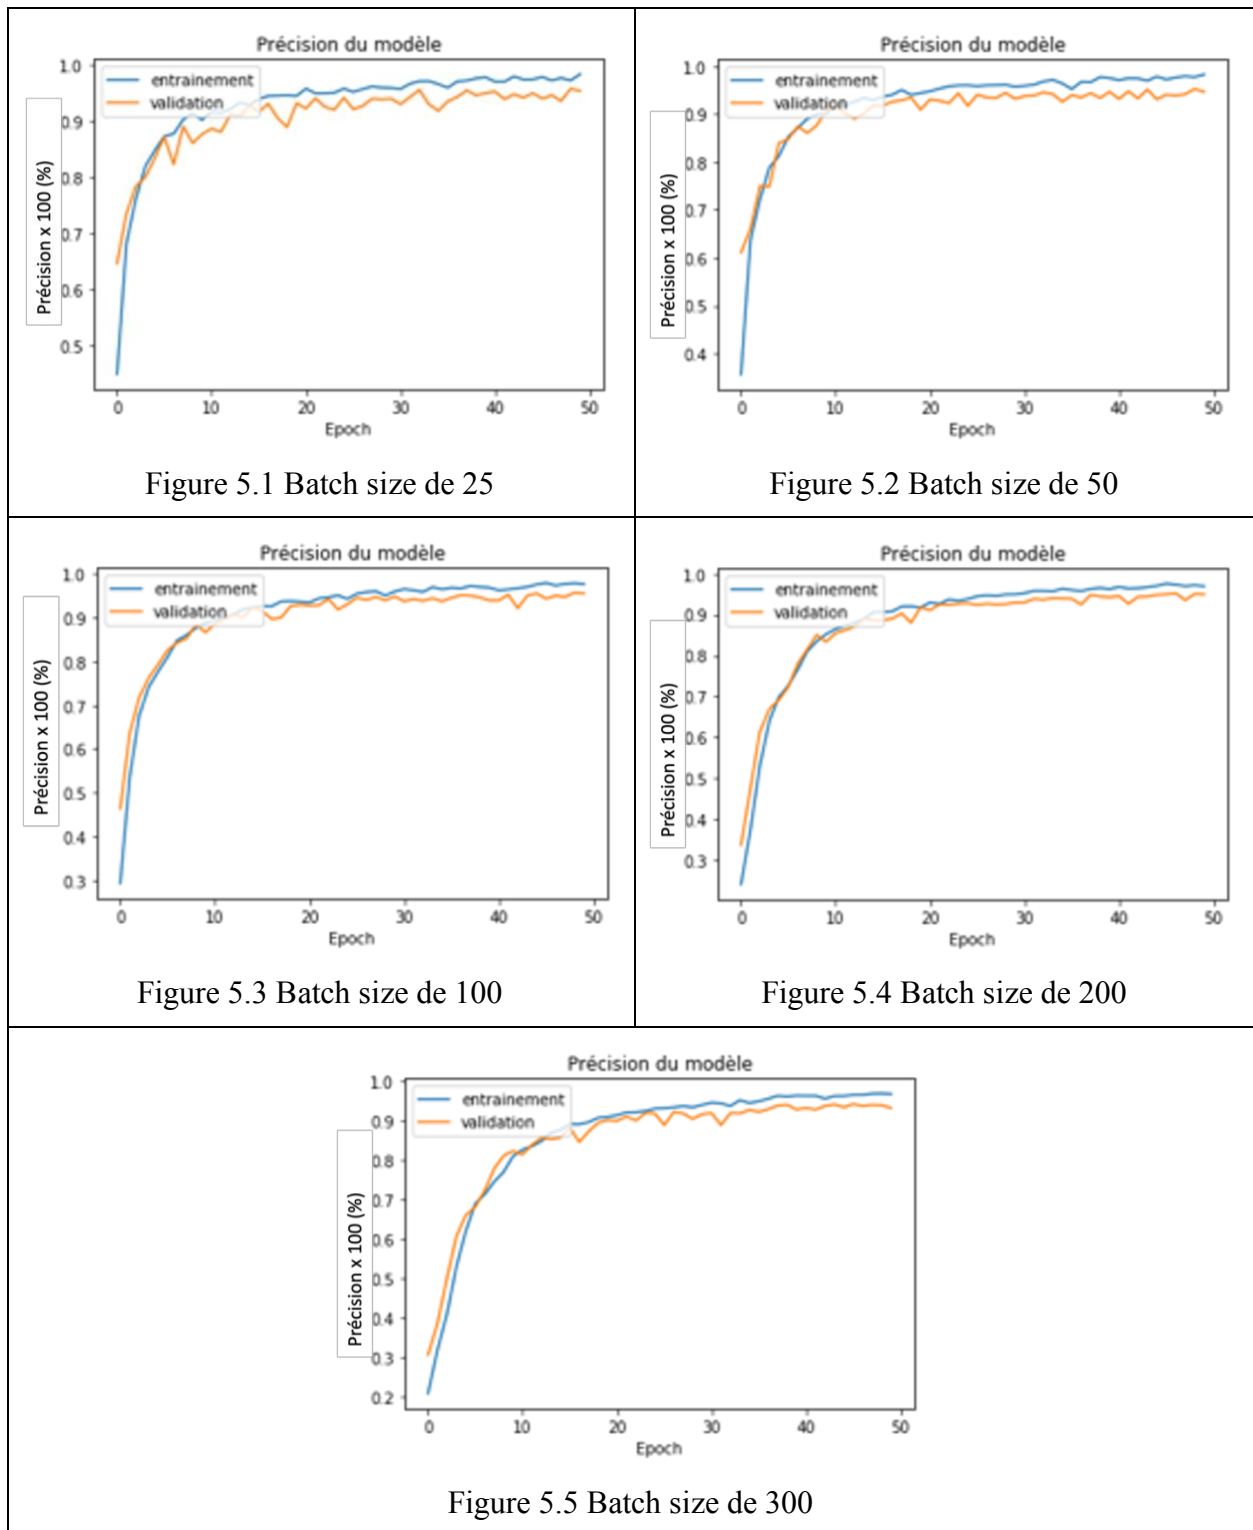 Précision du modèle
1.0
0.9
0.8
0.7
0.6
0.5
Précision x 100 (%)
entrainement
validation
0 10 20 30 40 50
Epoch
Figure 5.1 Batch size de 25
Précision du modèle
1.0
0.9
0.8
0.7
0.6
0.5
0.4
Précision x 100 (%)
entrainement
validation
0 10 20 30 40 50
Epoch
Figure 5.2 Batch size de 50
Précision du modèle
1.0
0.9
0.8
0.7
0.6
0.5
0.4
0.3
Précision x 100 (%)
entrainement
validation
0 10 20 30 40 50
Epoch
Figure 5.3 Batch size de 100
Précision du modèle
1.0
0.9
0.8
0.7
0.6
0.5
0.4
0.3
Précision x 100 (%)
entrainement
validation
0 10 20 30 40 50
Epoch
Figure 5.4 Batch size de 200
Précision du modèle
1.0
0.9
0.8
0.7
0.6
0.5
0.4
0.3
0.2
Précision x 100 (%)
entrainement
validation
0 10 20 30 40 50
Epoch
Figure 5.5 Batch size de 300